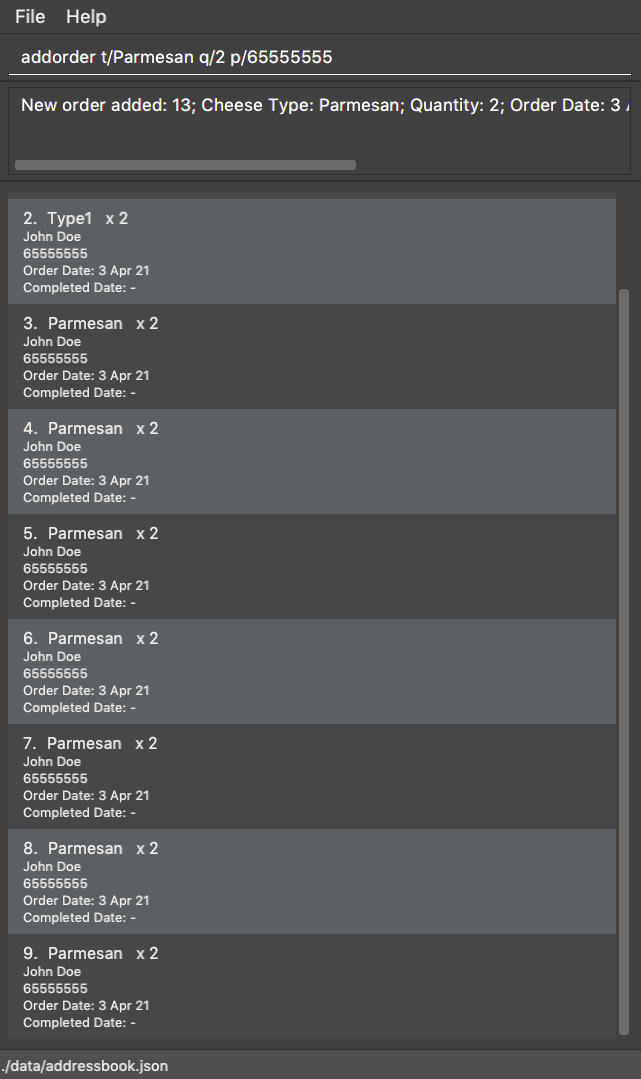 File Help
addorder t/Parmesan q/2 p/65555555
New order added: 13; Cheese Type: Parmesan; Quantity: 2; Order Date: 3
2. Type1 x 2
John Doe
65555555
Order Date: 3 Apr 21
Completed Date: -
3. Parmesan x 2
John Doe
65555555
Order Date: 3 Apr 21
Completed Date: -
4. Parmesan x 2
John Doe
65555555
Order Date: 3 Apr 21
Completed Date: -
5. Parmesan x 2
John Doe
65555555
Order Date: 3 Apr 21
Completed Date: -
6. Parmesan x 2
John Doe
65555555
Order Date: 3 Apr 21
Completed Date: -
7. Parmesan x 2
John Doe
65555555
Order Date: 3 Apr 21
Completed Date: -
8. Parmesan x 2
John Doe
65555555
Order Date: 3 Apr 21
Completed Date: -
9. Parmesan x 2
John Doe
65555555
Order Date: 3 Apr 21
Completed Date: -
./data/addressbook.json